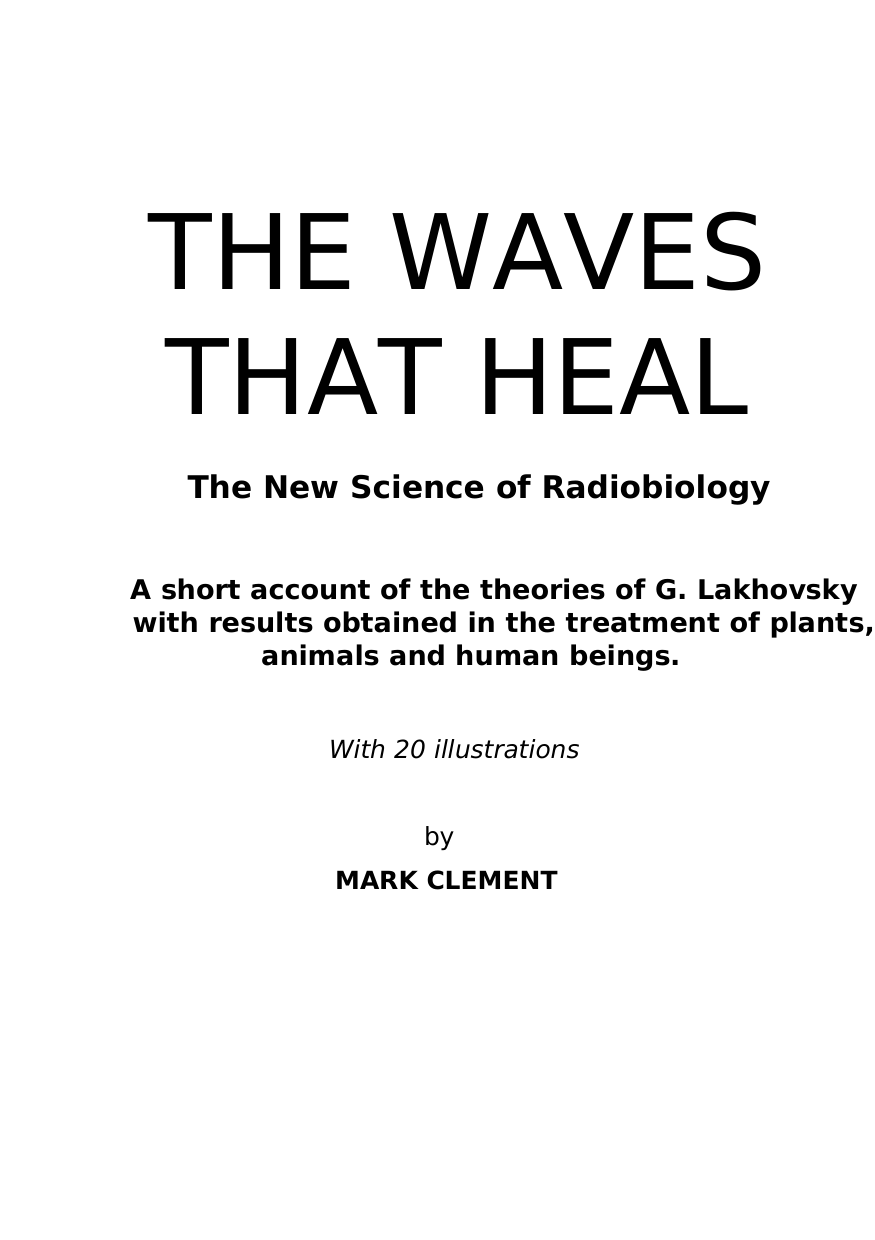 THE WAVES
THAT HEAL
The New Science of Radiobiology
A short account of the theories of G. Lakhovsky
with results obtained in the treatment of plants,
animals and human beings.
With 20 illustrations
by
MARK CLEMENT